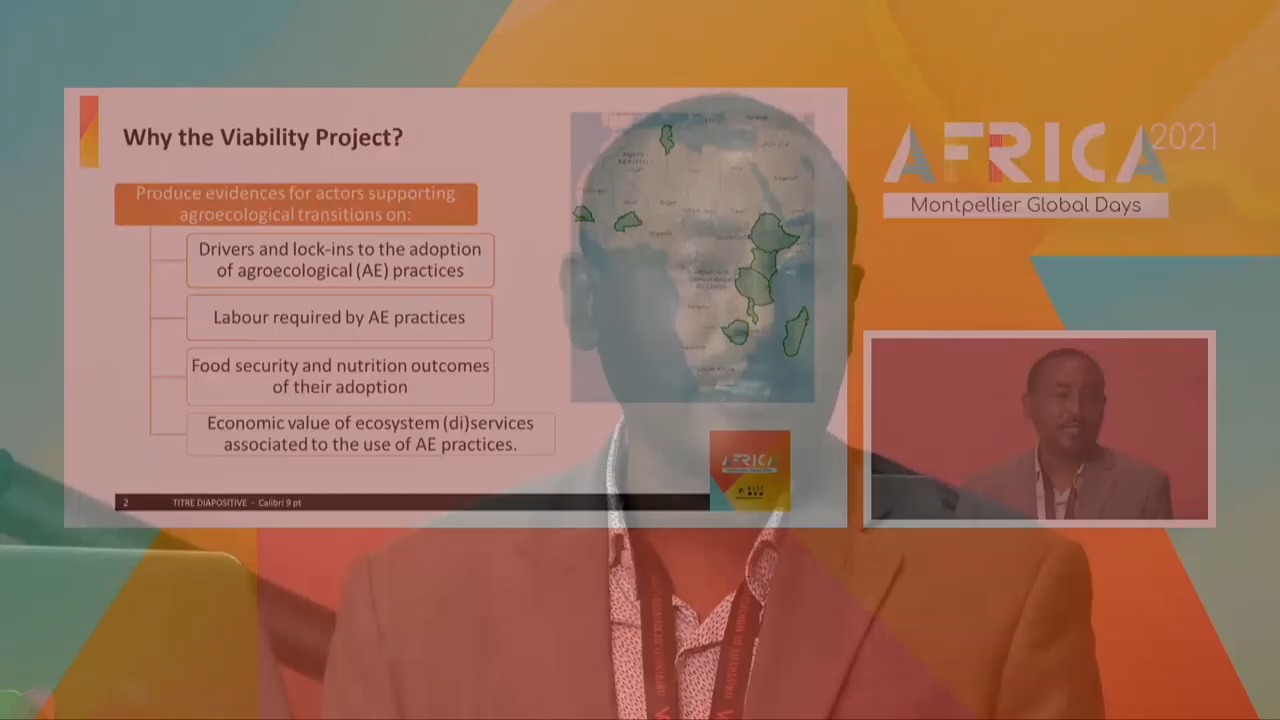 Why the Viability Project?
Produce evidences for actors supporting
agroecological transitions on:
Drivers and lock-ins to the adoption
of agroecological (AE) practices
Labour required by AE practices
Food security and nutrition outcomes
of their adoption
Economic value of ecosystem (di)services
associated to the use of AE practices.
2 TITRE DIAPOSITIVE - Calibri 9 pt
AFRICA
AFRICA 2021
Montpellier Global Days